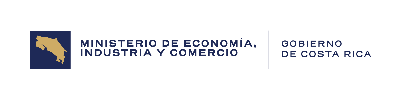 MINISTERIO DE ECONOMÍA,
INDUSTRIA Y COMERCIO
GOBIERNO
DE COSTA RICA